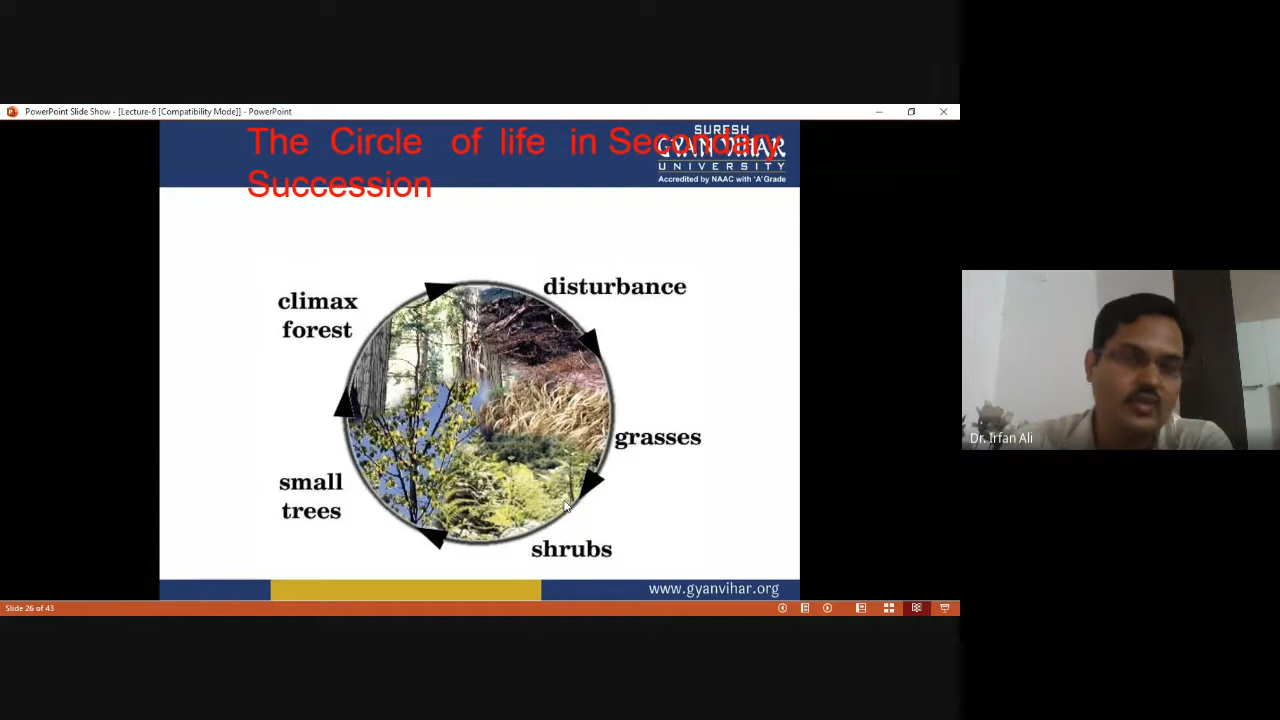 PowerPoint Slide Show - [Lecture-6 [Compatibility Mode]] - PowerPoint
The Circle of life in Secondary
Succession
SURESH
GYAN VIHAR
UNIVERSITY
Accredited by NAAC with 'A' Grade
disturbance
climax
forest
grasses
small
trees
shrubs
www.gyanvihar.org
Slide 26 of 43
Dr. Irfan Ali